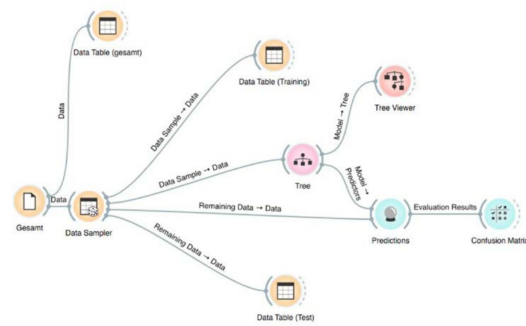 Data Table (gesamt)
Data
Data Table (Training)
Data Sample → Data
Tree Viewer
Model → Tree
Data Sample → Data
Tree
Model → Predictors
Data
Gesamt
Data Sampler
Remaining Data → Data
Predictions
Evaluation Results
Confusion Matri
Remaining Data → Data
Data Table (Test)